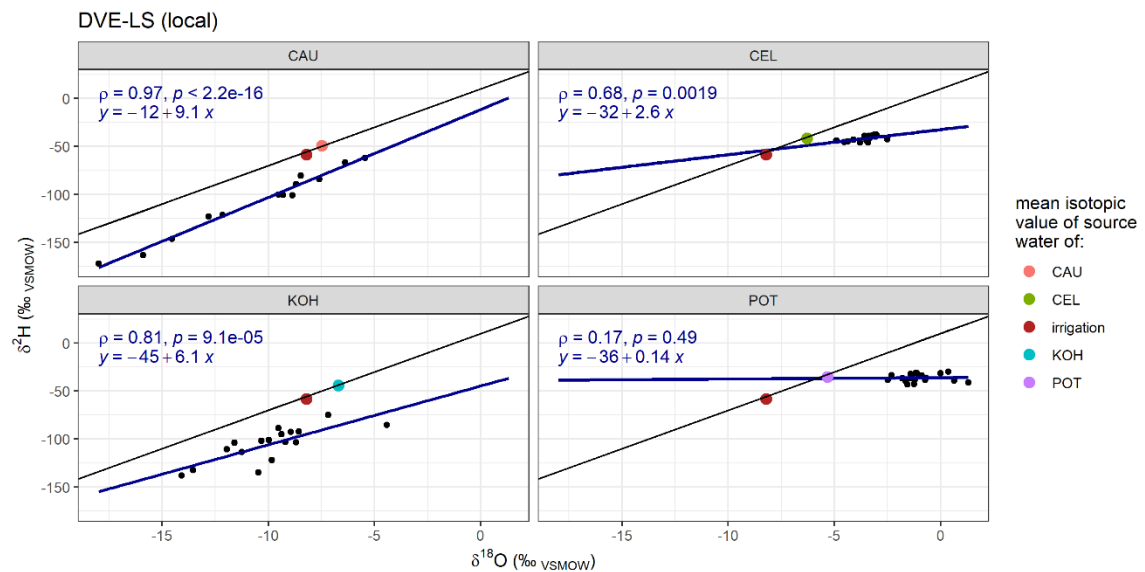 DVE-LS (local)
CAU
CEL
ρ = 0.97, p < 2.2e-16
y = −12 + 9.1 x
ρ = 0.68, p = 0.0019
y = −32 + 2.6 x
0
-50
-100
-150
KOH
POT
ρ = 0.81, p = 9.1e-05
y = −45 + 6.1 x
ρ = 0.17, p = 0.49
y = −36 + 0.14 x
0
-50
-100
-150
-15
-10
-5
0
-15
-10
-5
0
δ18O (‰ VSMOW)
δ2H (‰ VSMOW)
mean isotopic
value of source
water of:
CAU
CEL
irrigation
KOH
POT